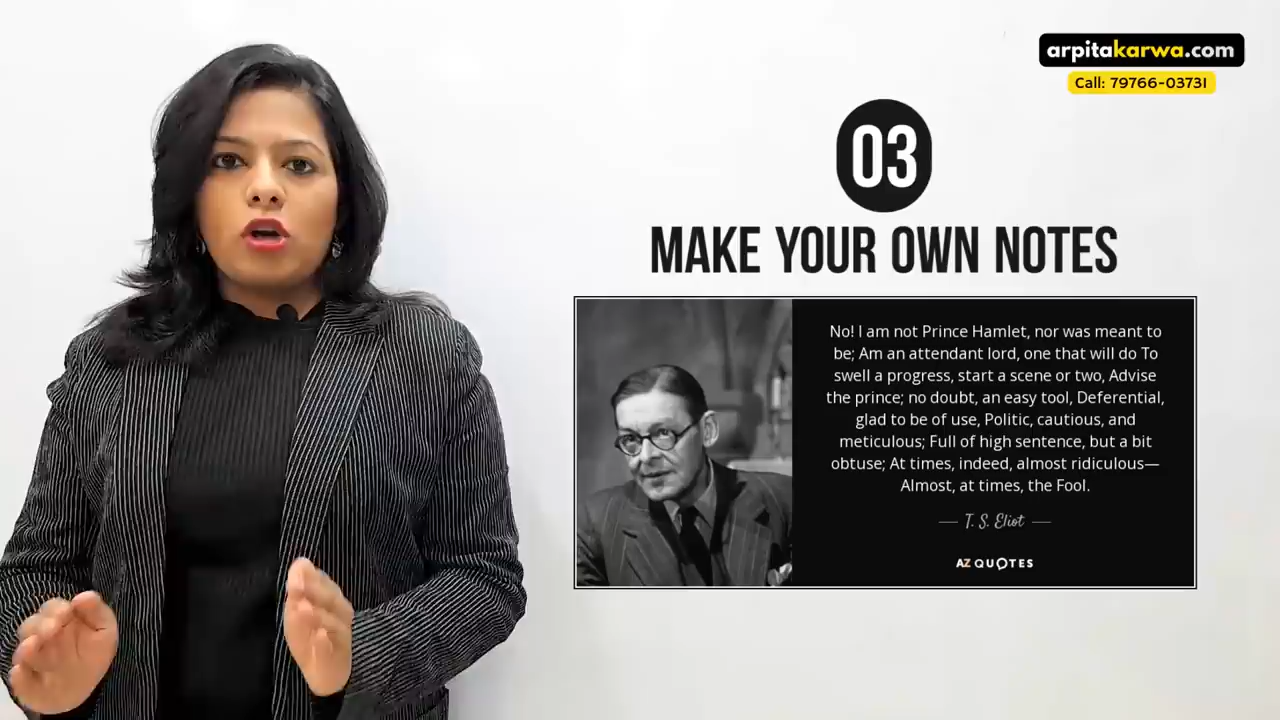 arpitakarwa.com
Call: 79766-03731
03
MAKE YOUR OWN NOTES
No! I am not Prince Hamlet, nor was meant to
be; Am an attendant lord, one that will do To
swell a progress, start a scene or two, Advise
the prince; no doubt, an easy tool, Deferential,
glad to be of use, Politic, cautious, and
meticulous; Full of high sentence, but a bit
obtuse; At times, indeed, almost ridiculous—
Almost, at times, the Fool.
— T. S. Eliot —
AZ QUOTES